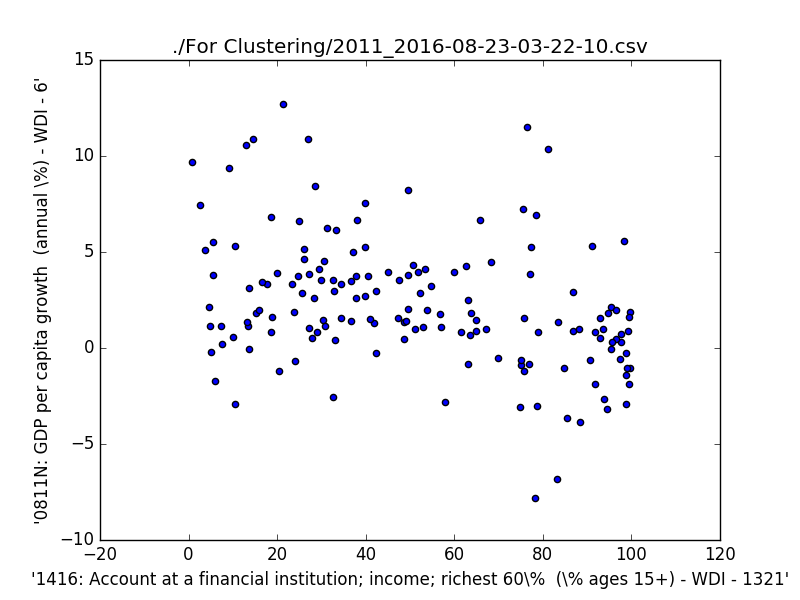 ./For Clustering/2011_2016-08-23-03-22-10.csv
'0811N: GDP per capita growth  (annual \%) - WDI - 6'
15
10
5
0
−5
−10
−20 0 20 40 60 80 100 120
'1416: Account at a financial institution; income; richest 60\%  (\% ages 15+) - WDI - 1321'